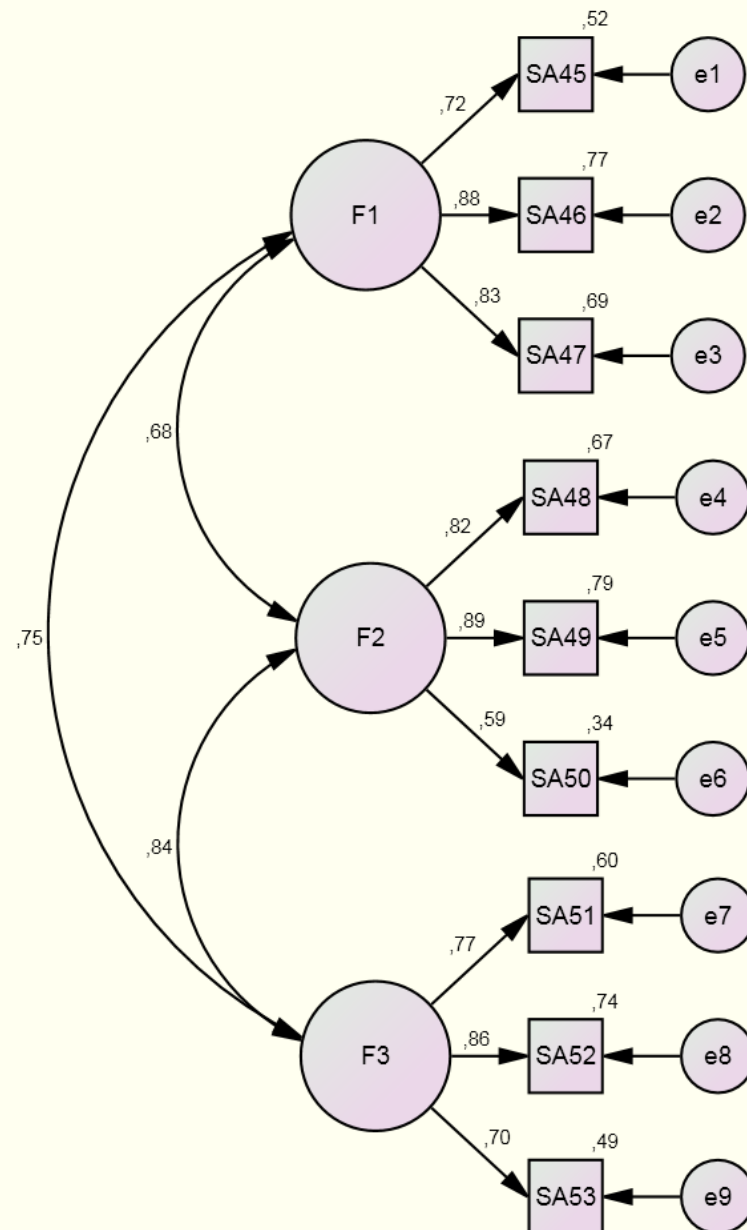 ,52
SA45
e1
,72
,77
F1
,88
SA46
e2
,83
,69
SA47
e3
,68
,67
SA48
e4
,82
,79
,75
F2
,89
SA49
e5
,59
,34
SA50
e6
,84
,60
SA51
e7
,77
,74
F3
,86
SA52
e8
,70
,49
SA53
e9